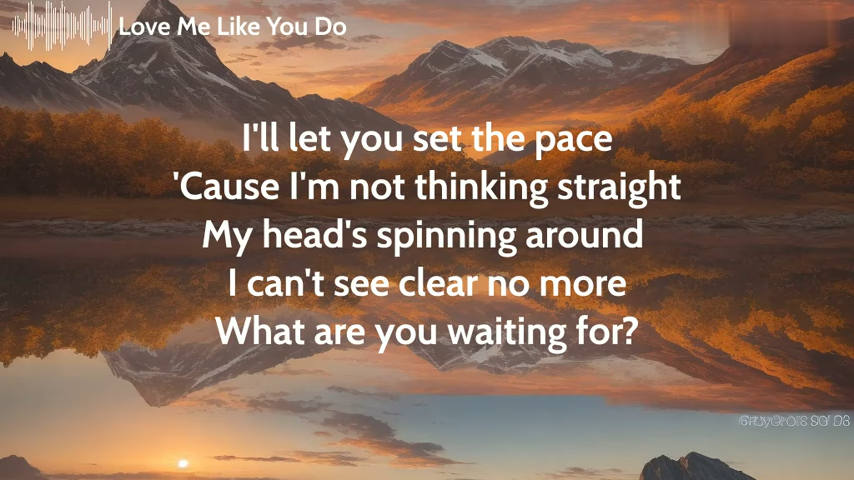 Love Me Like You Do
I'll let you set the pace
'Cause I'm not thinking straight
My head's spinning around
I can't see clear no more
What are you waiting for?